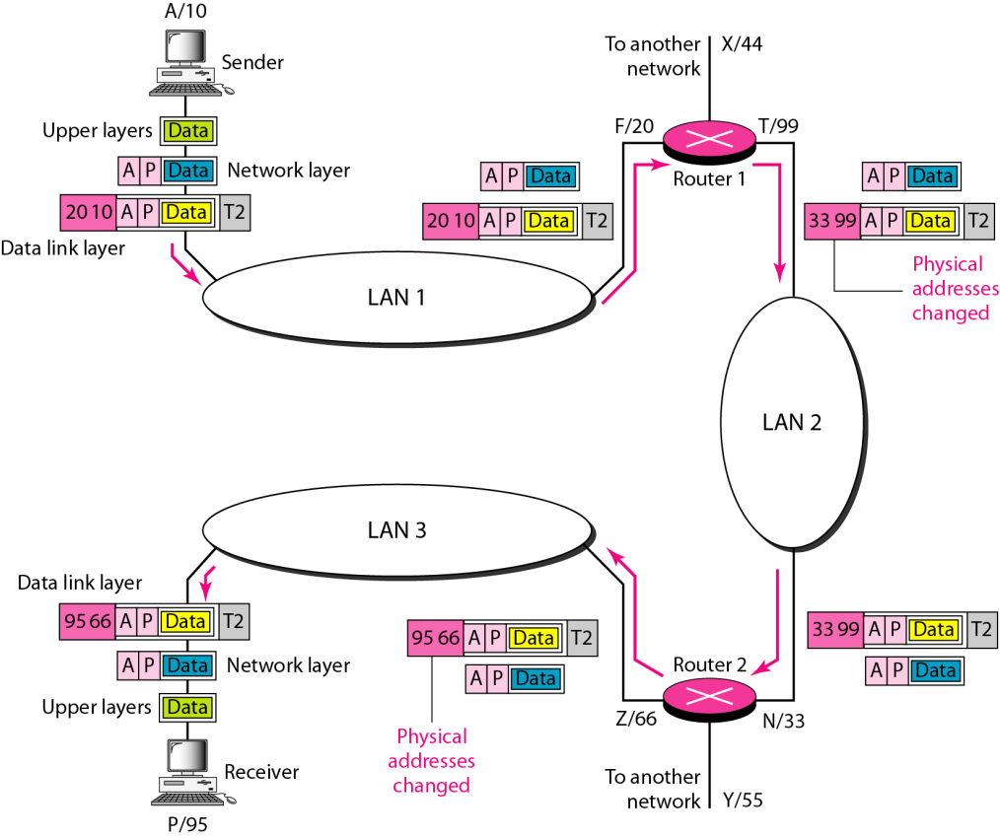 A/10
Sender
Upper layers Data
A P Data Network layer
20 10 A P Data T2
Data link layer
LAN 1
A P Data
20 10 A P Data T2
To another
network
X/44
F/20
T/99
Router 1
A P Data
33 99 A P Data T2
Physical
addresses
changed
LAN 2
33 99 A P Data T2
A P Data
Router 2
Z/66
N/33
To another
network
Y/55
95 66 A P Data T2
A P Data
Physical
addresses
changed
LAN 3
Data link layer
95 66 A P Data T2
A P Data Network layer
Upper layers Data
Receiver
P/95